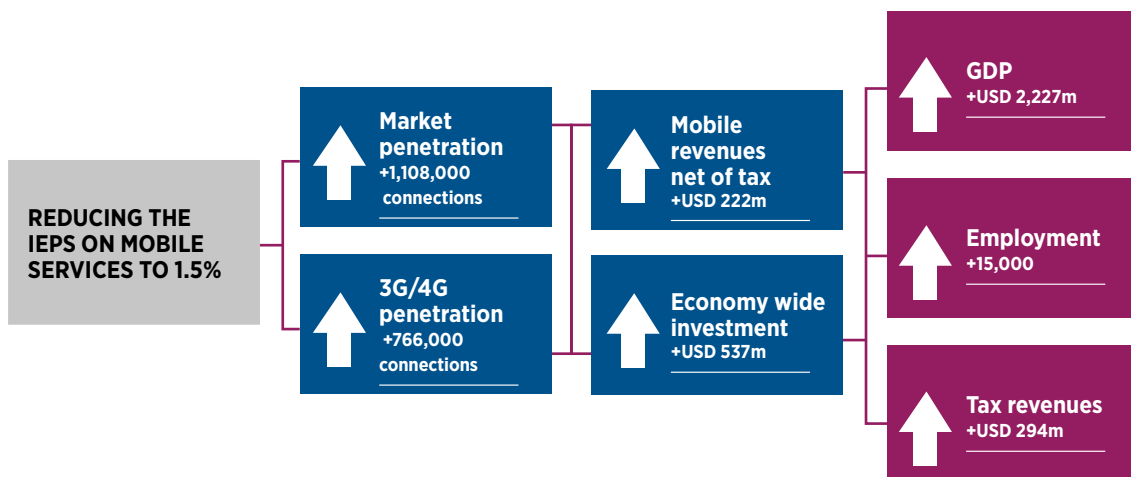 REDUCING THE
IEPS ON MOBILE
SERVICES TO 1.5%
Market
penetration
+1,108,000
connections
3G/4G
penetration
+766,000
connections
Mobile
revenues
net of tax
+USD 222m
Economy wide
investment
+USD 537m
GDP
+USD 2,227m
Employment
+15,000
Tax revenues
+USD 294m